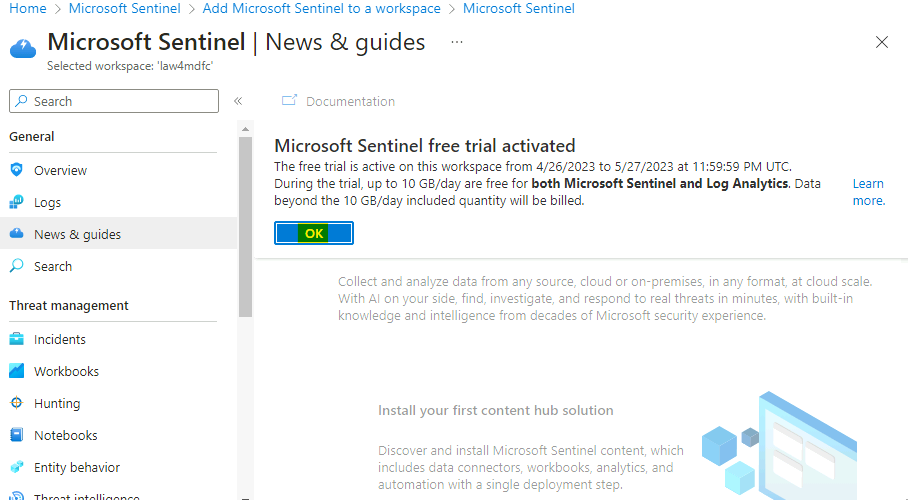 Home > Microsoft Sentinel > Add Microsoft Sentinel to a workspace > Microsoft Sentinel
Microsoft Sentinel | News & guides ...
Selected workspace: 'law4mdfc'
Search
Documentation
General
Overview
Logs
News & guides
Search
Threat management
Incidents
Workbooks
Hunting
Notebooks
Entity behavior
Threat intelligence
Microsoft Sentinel free trial activated
The free trial is active on this workspace from 4/26/2023 to 5/27/2023 at 11:59:59 PM UTC.
During the trial, up to 10 GB/day are free for both Microsoft Sentinel and Log Analytics. Data
beyond the 10 GB/day included quantity will be billed.
Learn
more.
OK
Collect and analyze data from any source, cloud or on-premises, in any format, at cloud scale.
With AI on your side, find, investigate, and respond to real threats in minutes, with built-in
knowledge and intelligence from decades of Microsoft security experience.
Install your first content hub solution
Discover and install Microsoft Sentinel content, which
includes data connectors, workbooks, analytics, and
automation with a single deployment step.